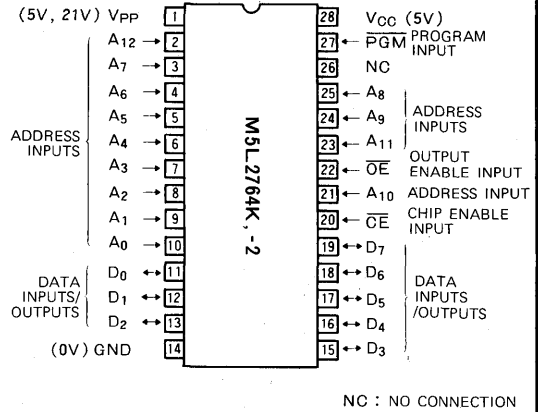 (5V, 21V) VPP 1
A12 → 2
A7 → 3
A6 → 4
A5 → 5
A4 → 6
A3 → 7
A2 → 8
A1 → 9
A0 → 10
ADDRESS
INPUTS
D0 ↔ 11
D1 ↔ 12
D2 ↔ 13
DATA
INPUTS/
OUTPUTS
(0V) GND 14
M5L2764K, -2
28 VCC (5V)
27 ← P̅G̅M̅ PROGRAM
INPUT
26 NC
25 ← A8
24 ← A9
23 ← A11
ADDRESS
INPUTS
22 ← O̅E̅ OUTPUT
ENABLE INPUT
21 ← A10 ADDRESS INPUT
20 ← C̅E̅ CHIP ENABLE
INPUT
19 ↔ D7
18 ↔ D6
17 ↔ D5
16 ↔ D4
15 ↔ D3
DATA
INPUTS
/OUTPUTS
NC : NO CONNECTION